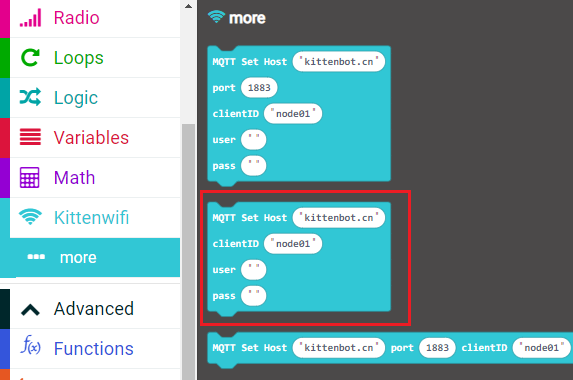 Radio
Loops
Logic
Variables
Math
Kittenwifi
more
Advanced
Functions
more
MQTT Set Host "kittenbot.cn"
port 1883
clientID "node01"
user " "
pass " "
MQTT Set Host "kittenbot.cn"
clientID "node01"
user " "
pass " "
MQTT Set Host "kittenbot.cn" port 1883 clientID "node01"